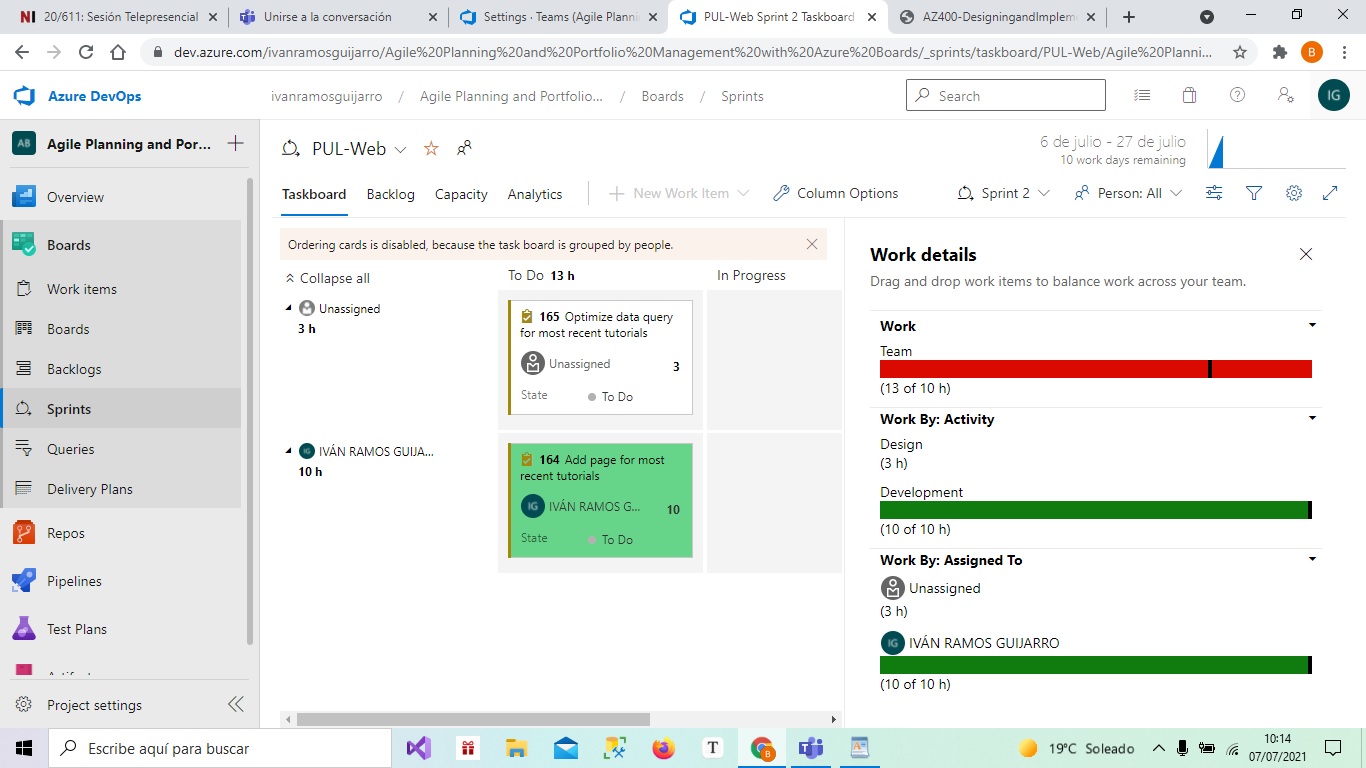 20/611: Sesión Telepresencial
Unirse a la conversación
Settings · Teams (Agile Planni
PUL-Web Sprint 2 Taskboard
AZ400-DesigningandImplem
dev.azure.com/ivanramosguijarro/Agile%20Planning%20and%20Portfolio%20Management%20with%20Azure%20Boards/_sprints/taskboard/PUL-Web/Agile%20Planni...
B
Azure DevOps
ivanramosguijarro / Agile Planning and Portfolio... / Boards / Sprints
Search
IG
AB
Agile Planning and Por...
Overview
Boards
Work items
Boards
Backlogs
Sprints
Queries
Delivery Plans
Repos
Pipelines
Test Plans
Project settings
PUL-Web
6 de julio - 27 de julio
10 work days remaining
Taskboard
Backlog
Capacity
Analytics
New Work Item
Column Options
Sprint 2
Person: All
Ordering cards is disabled, because the task board is grouped by people.
Collapse all
To Do 13 h
In Progress
Unassigned
3 h
165 Optimize data query
for most recent tutorials
Unassigned
3
State
To Do
IG
IVÁN RAMOS GUIJA...
10 h
164 Add page for most
recent tutorials
IG
IVÁN RAMOS G...
10
State
To Do
Work details
Drag and drop work items to balance work across your team.
Work
Team
(13 of 10 h)
Work By: Activity
Design
(3 h)
Development
(10 of 10 h)
Work By: Assigned To
Unassigned
(3 h)
IG
IVÁN RAMOS GUIJARRO
(10 of 10 h)
Escribe aquí para buscar
T
B
19°C Soleado
10:14
07/07/2021